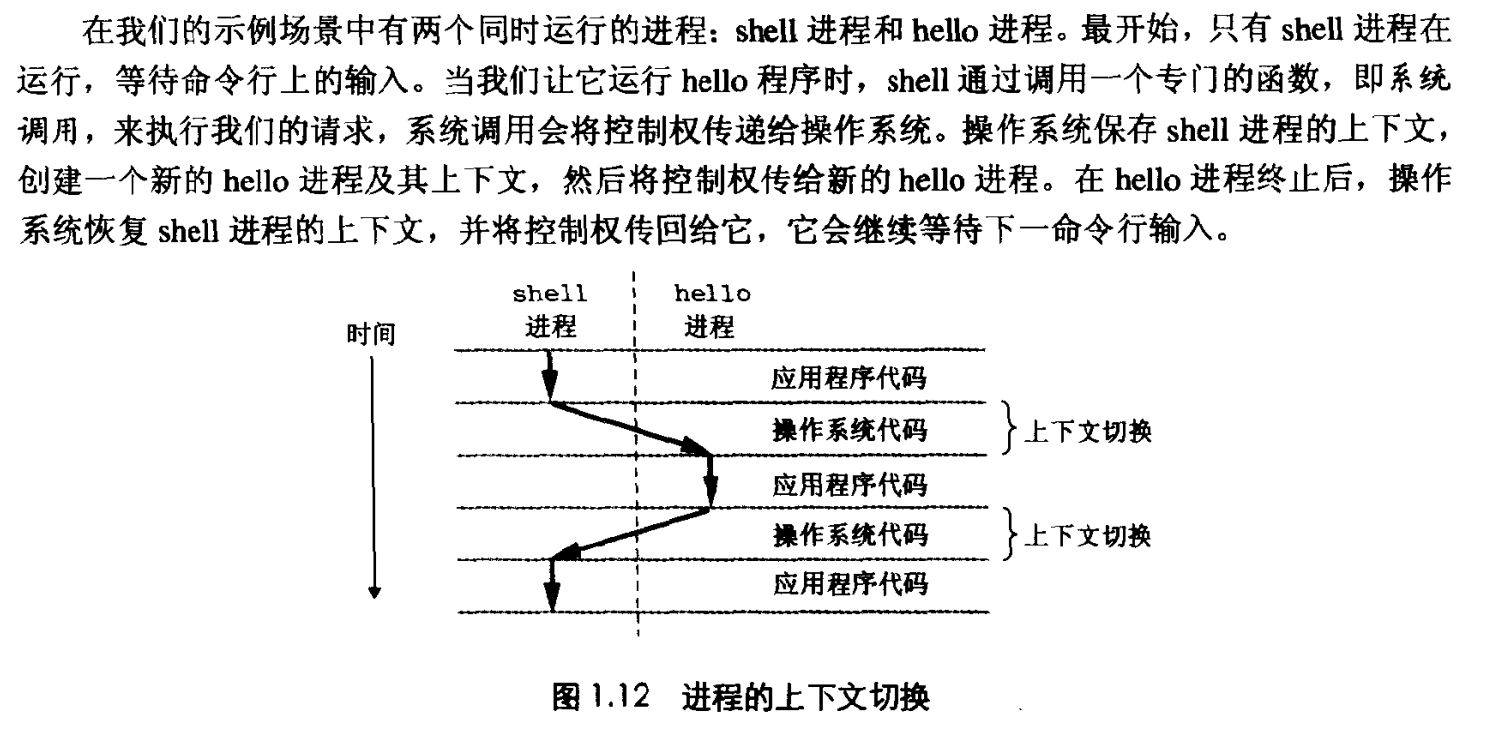 在我们的示例场景中有两个同时运行的进程：shell 进程和 hello 进程。最开始，只有 shell 进程在
运行，等待命令行上的输入。当我们让它运行 hello 程序时，shell 通过调用一个专门的函数，即系统
调用，来执行我们的请求，系统调用会将控制权传递给操作系统。操作系统保存 shell 进程的上下文，
创建一个新的 hello 进程及其上下文，然后将控制权传给新的 hello 进程。在 hello 进程终止后，操作
系统恢复 shell 进程的上下文，并将控制权传回给它，它会继续等待下一命令行输入。
shell hello
时间 进程 进程
应用程序代码
操作系统代码 上下文切换
应用程序代码
操作系统代码 上下文切换
应用程序代码
图 1.12 进程的上下文切换